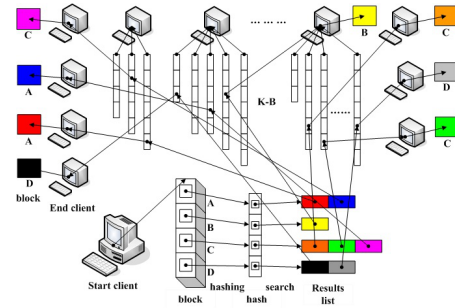 ... ... ...
C
B
C
A
K-B
D
......
A
C
D
block
End client
A
B
C
D
Start client
hashing
search
Results
block
hash
list